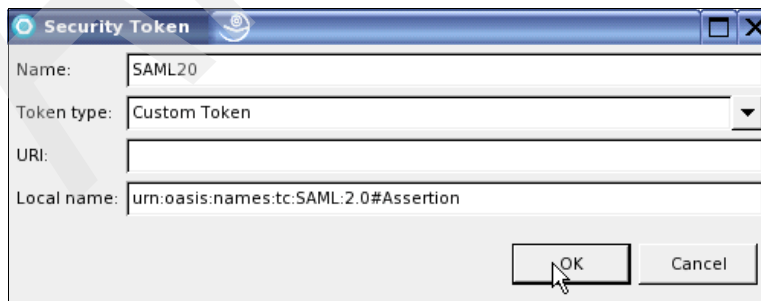 Security Token
Name: SAML20
Token type: Custom Token
URI:
Local name: urn:oasis:names:tc:SAML:2.0#Assertion
OK Cancel